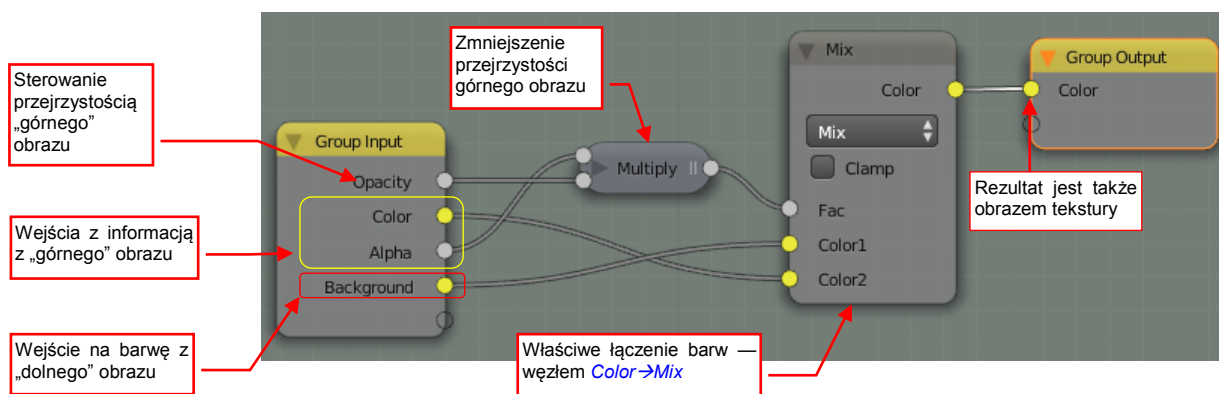 Sterowanie
przejrzystością
„górnego”
obrazu
Wejścia z informacją
z „górnego” obrazu
Wejście na barwę z
„dolnego” obrazu
Group Input
Opacity
Color
Alpha
Background
Zmniejszenie
przejrzystości
górnego obrazu
Multiply
Właściwe łączenie barw —
węzłem Color→Mix
Mix
Color
Mix
Clamp
Fac
Color1
Color2
Group Output
Color
Rezultat jest także
obrazem tekstury